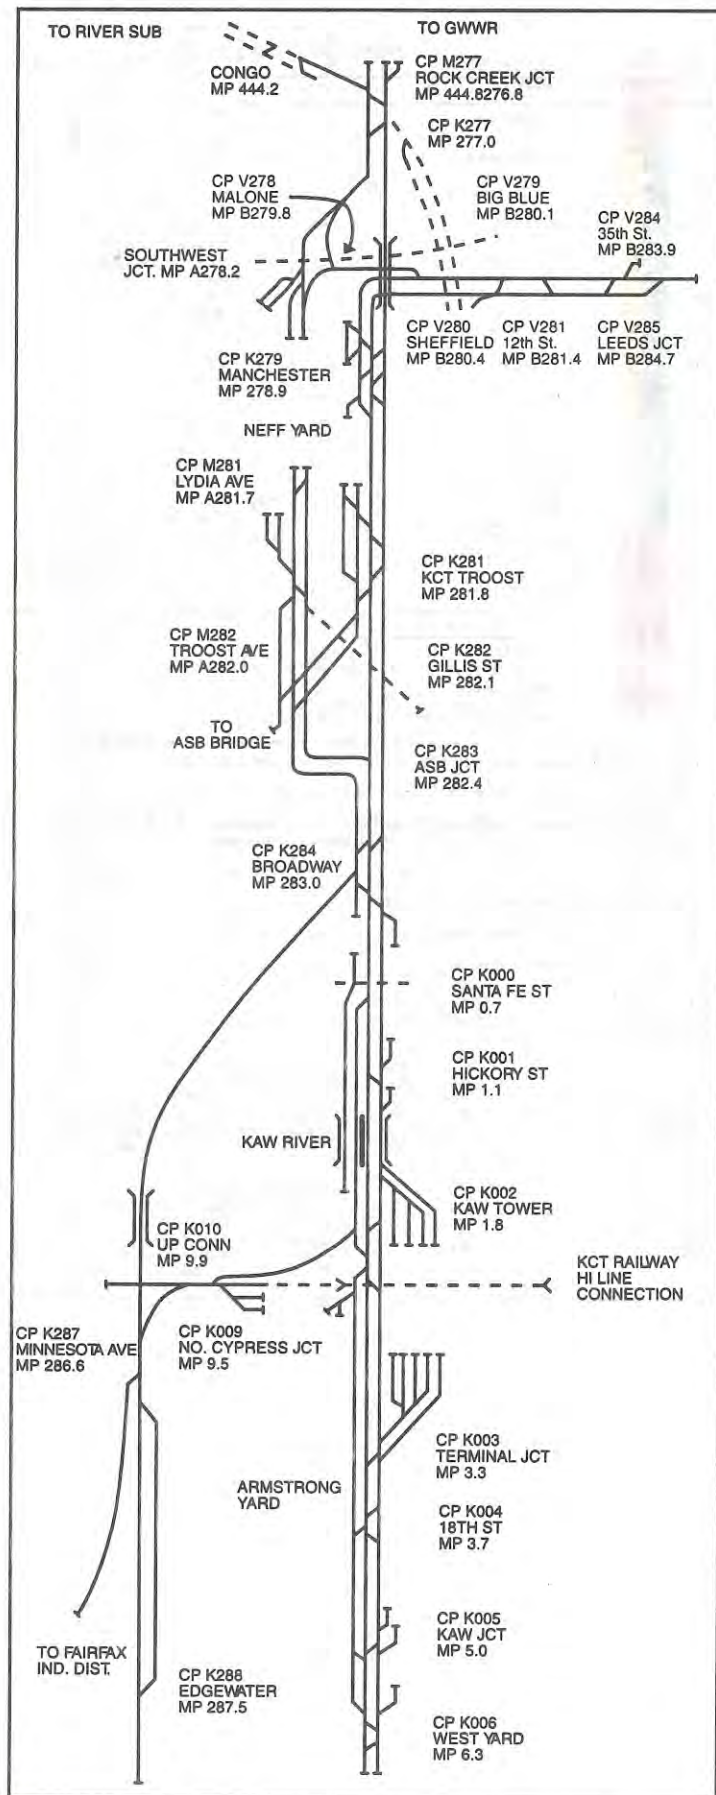 TO RIVER SUB
TO GWWR
CONGO
MP 444.2
CP M277
ROCK CREEK JCT
MP 444.8276.8
CP K277
MP 277.0
CP V278
MALONE
MP B279.8
CP V279
BIG BLUE
MP B280.1
CP V284
35th St.
MP B283.9
SOUTHWEST
JCT. MP A278.2
CP V280
SHEFFIELD
MP B280.4
CP V281
12th St.
MP B281.4
CP V285
LEEDS JCT
MP B284.7
CP K279
MANCHESTER
MP 278.9
NEFF YARD
CP M281
LYDIA AVE
MP A281.7
CP K281
KCT TROOST
MP 281.8
CP M282
TROOST AVE
MP A282.0
CP K282
GILLIS ST
MP 282.1
TO
ASB BRIDGE
CP K283
ASB JCT
MP 282.4
CP K284
BROADWAY
MP 283.0
CP K000
SANTA FE ST
MP 0.7
CP K001
HICKORY ST
MP 1.1
KAW RIVER
CP K002
KAW TOWER
MP 1.8
CP K010
UP CONN
MP 9.9
KCT RAILWAY
HI LINE
CONNECTION
CP K287
MINNESOTA AVE
MP 286.6
CP K009
NO. CYPRESS JCT
MP 9.5
CP K003
TERMINAL JCT
MP 3.3
ARMSTRONG
YARD
CP K004
18TH ST
MP 3.7
CP K005
KAW JCT
MP 5.0
TO FAIRFAX
IND. DIST.
CP K288
EDGEWATER
MP 287.5
CP K006
WEST YARD
MP 6.3